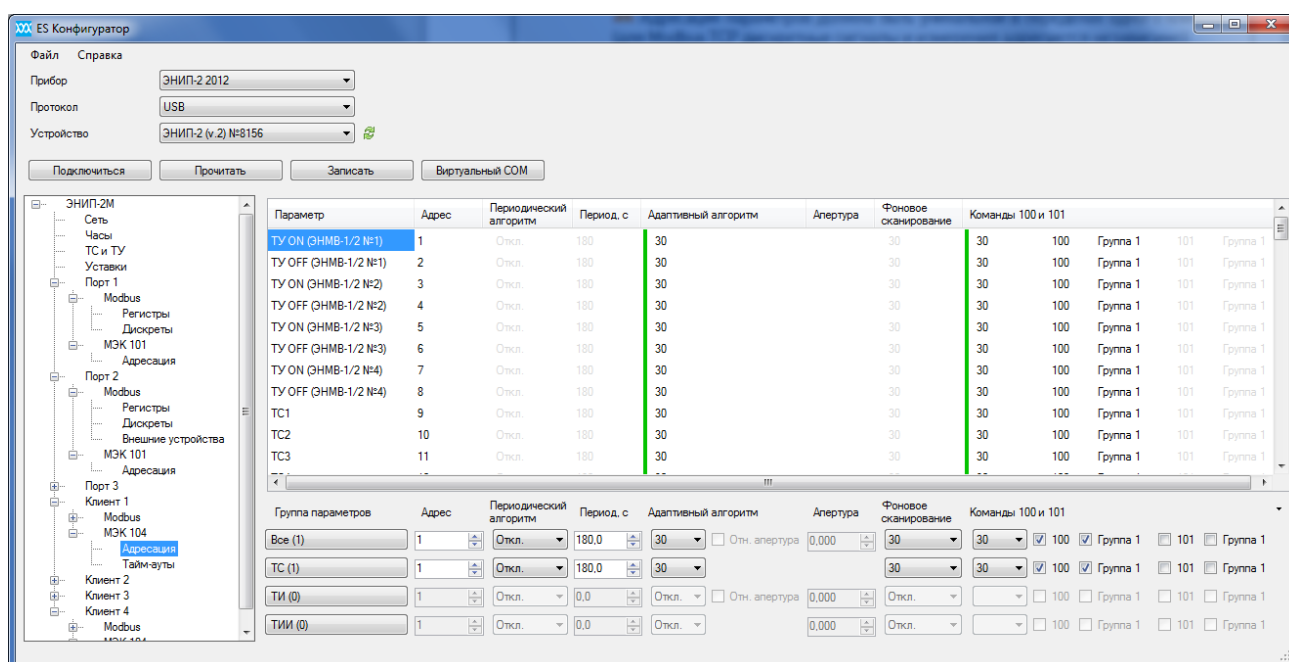 ES Конфигуратор
Файл Справка
Прибор ЭНИП-2 2012
Протокол USB
Устройство ЭНИП-2 (v.2) №8156
Подключиться Прочитать Записать Виртуальный COM
ЭНИП-2М
Сеть
Часы
ТС и ТУ
Уставки
Порт 1
Modbus
Регистры
Дискреты
МЭК 101
Адресация
Порт 2
Modbus
Регистры
Дискреты
Внешние устройства
МЭК 101
Адресация
Порт 3
Клиент 1
Modbus
МЭК 104
Адресация
Тайм-ауты
Клиент 2
Клиент 3
Клиент 4
Modbus
МЭК 104
Параметр Адрес Периодический алгоритм Период, с Адаптивный алгоритм Апертура Фоновое сканирование Команды 100 и 101
ТУ ON (ЭНМВ-1/2 №1) 1 Откл. 180 30 30 30 100 Группа 1 101 Группа 1
ТУ OFF (ЭНМВ-1/2 №1) 2 Откл. 180 30 30 30 100 Группа 1 101 Группа 1
ТУ ON (ЭНМВ-1/2 №2) 3 Откл. 180 30 30 30 100 Группа 1 101 Группа 1
ТУ OFF (ЭНМВ-1/2 №2) 4 Откл. 180 30 30 30 100 Группа 1 101 Группа 1
ТУ ON (ЭНМВ-1/2 №3) 5 Откл. 180 30 30 30 100 Группа 1 101 Группа 1
ТУ OFF (ЭНМВ-1/2 №3) 6 Откл. 180 30 30 30 100 Группа 1 101 Группа 1
ТУ ON (ЭНМВ-1/2 №4) 7 Откл. 180 30 30 30 100 Группа 1 101 Группа 1
ТУ OFF (ЭНМВ-1/2 №4) 8 Откл. 180 30 30 30 100 Группа 1 101 Группа 1
ТС1 9 Откл. 180 30 30 30 100 Группа 1 101 Группа 1
ТС2 10 Откл. 180 30 30 30 100 Группа 1 101 Группа 1
ТС3 11 Откл. 180 30 30 30 100 Группа 1 101 Группа 1
Группа параметров Адрес Периодический алгоритм Период, с Адаптивный алгоритм Апертура Фоновое сканирование Команды 100 и 101
Все (1) 1 Откл. 180,0 30 Отн. апертура 0,000 30 30 100 Группа 1 101 Группа 1
ТС (1) 1 Откл. 180,0 30 30 30 100 Группа 1 101 Группа 1
ТИ (0) 1 Откл. 0,0 Откл. Отн. апертура 0,000 Откл. 100 Группа 1 101 Группа 1
ТИИ (0) 1 Откл. 0,0 Откл. 0,000 Откл. 100 Группа 1 101 Группа 1